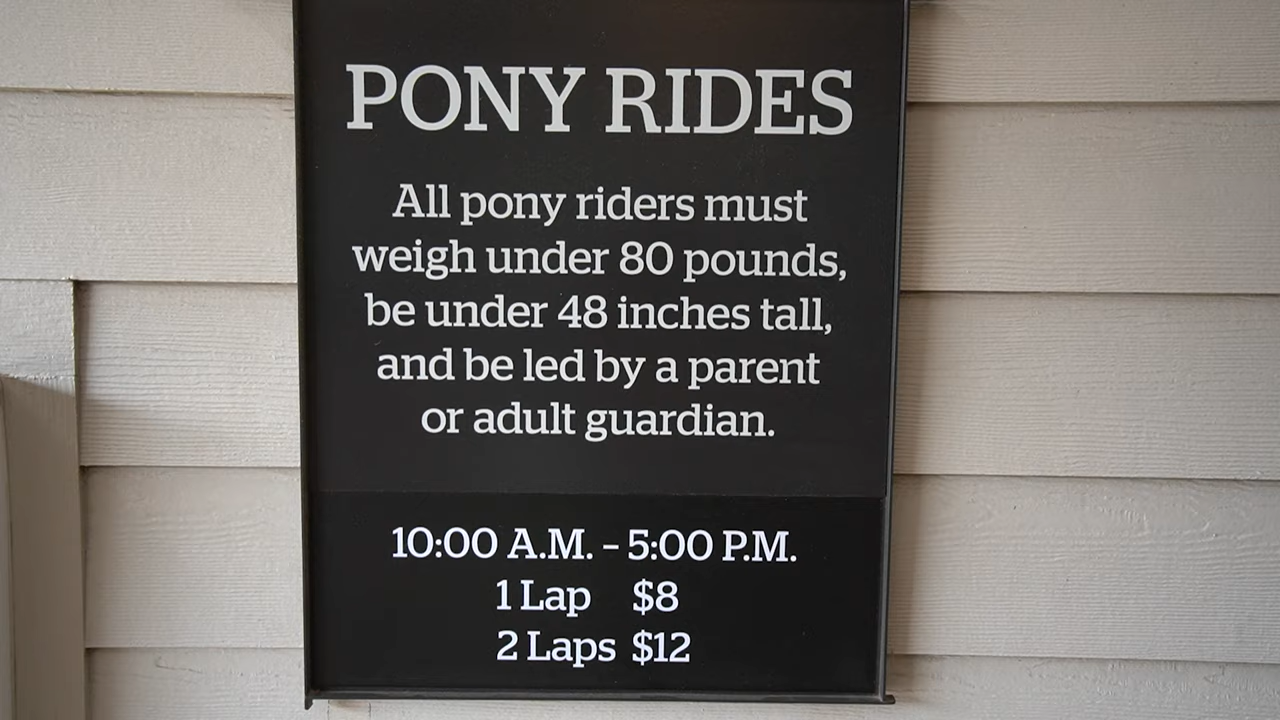 PONY RIDES
All pony riders must
weigh under 80 pounds,
be under 48 inches tall,
and be led by a parent
or adult guardian.
10:00 A.M. – 5:00 P.M.
1 Lap $8
2 Laps $12